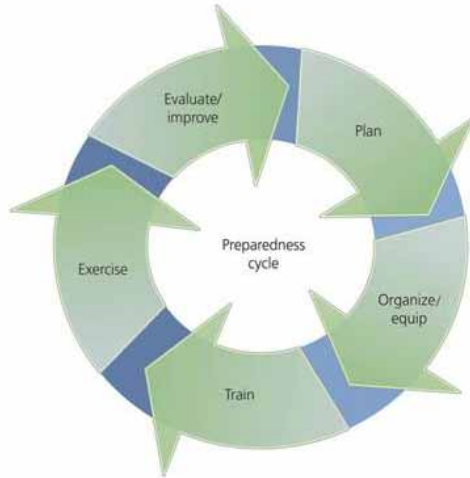 Evaluate/
improve
Plan
Preparedness
cycle
Exercise
Organize/
equip
Train